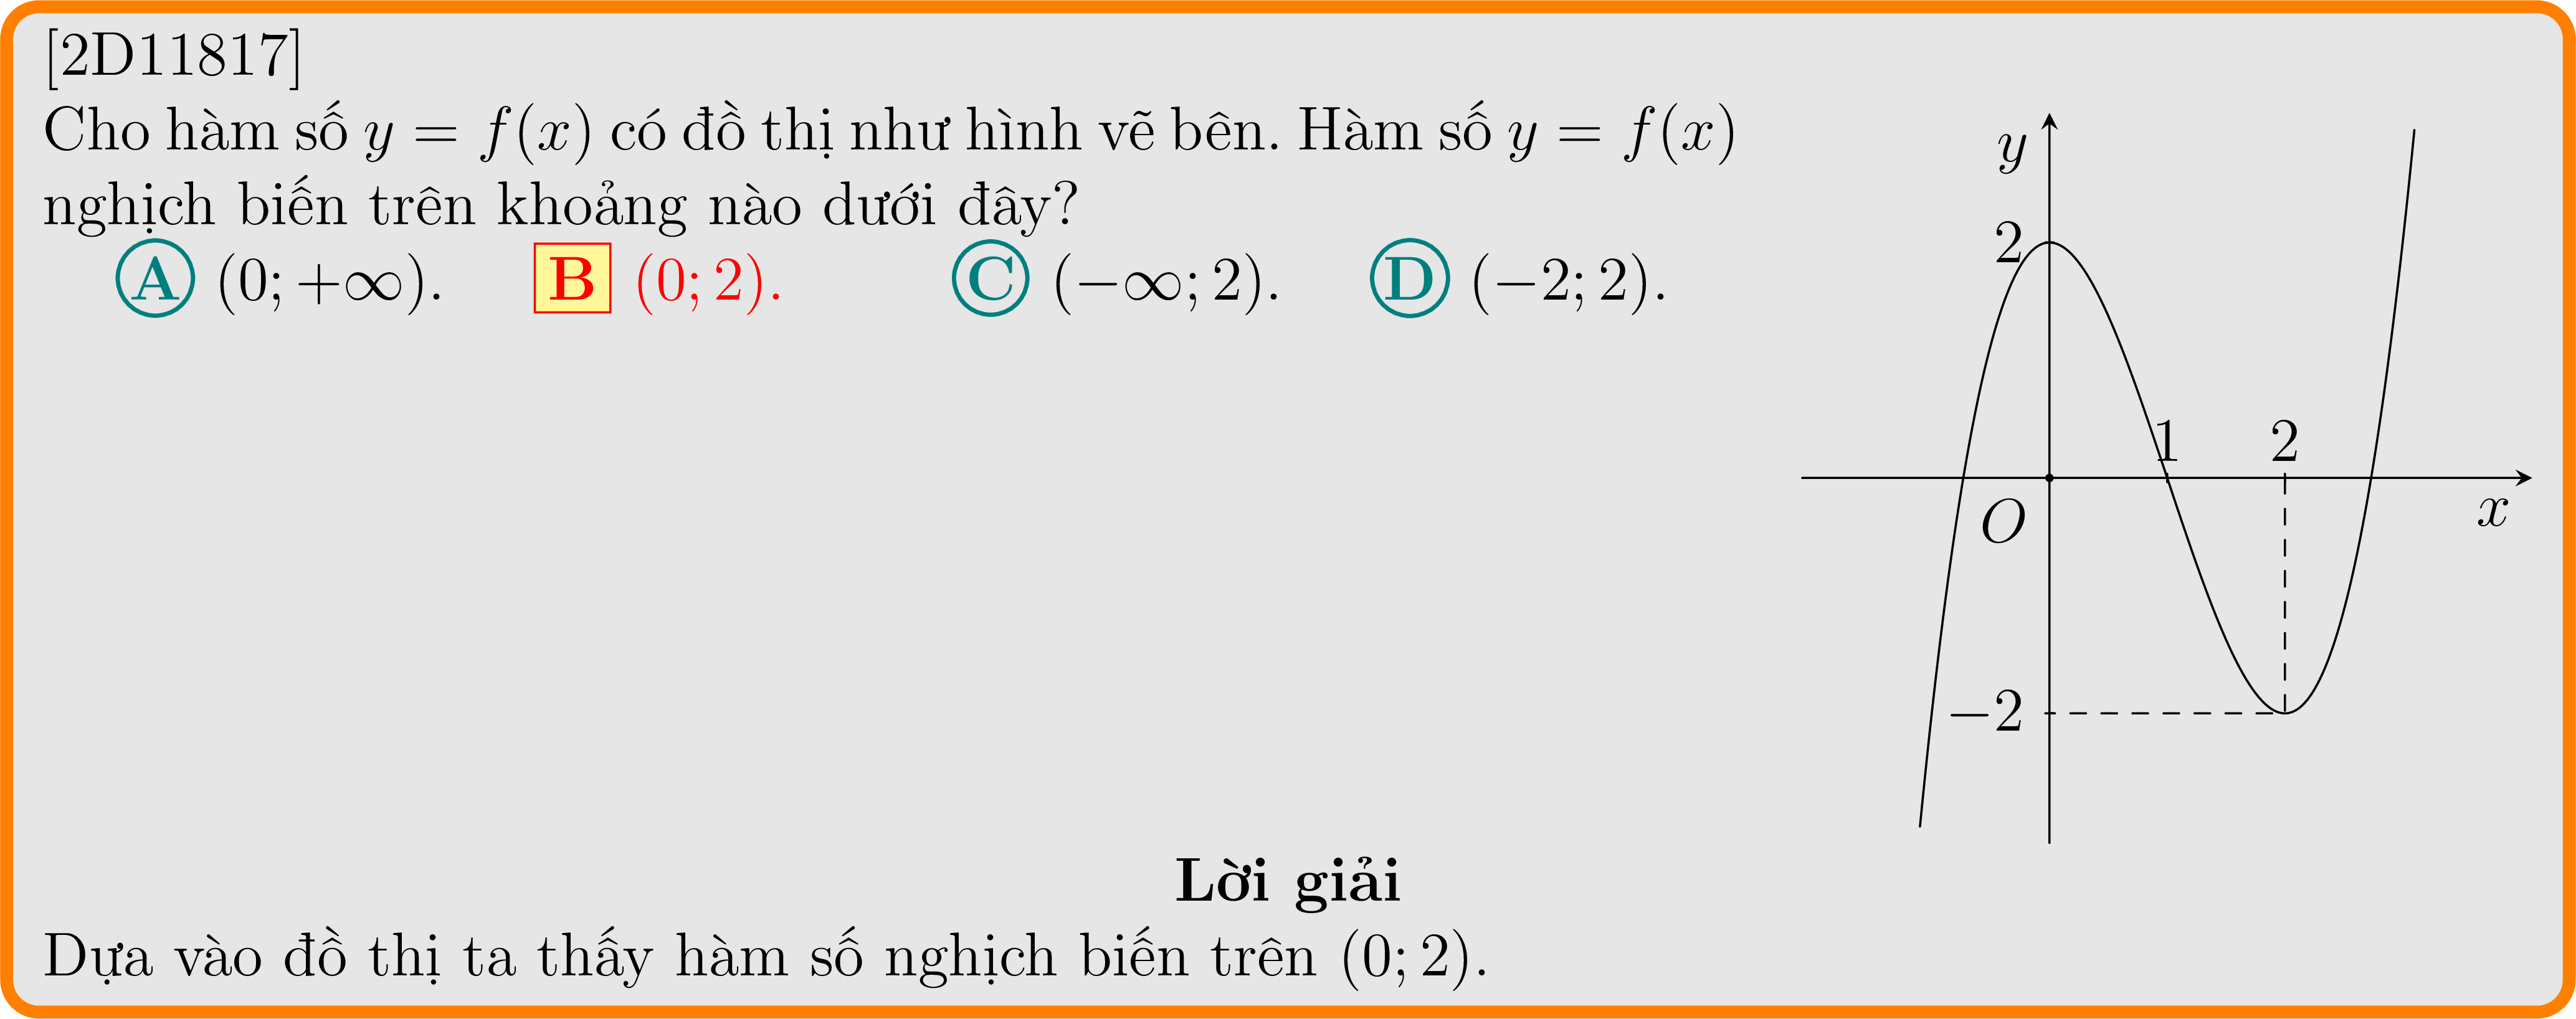 [2D11817]
Cho hàm số y = f(x) có đồ thị như hình vẽ bên. Hàm số y = f(x)
nghịch biến trên khoảng nào dưới đây?
A (0; +∞). B (0; 2). C (−∞; 2). D (−2; 2).
y
2
1 2
O x
−2
Lời giải
Dựa vào đồ thị ta thấy hàm số nghịch biến trên (0; 2).